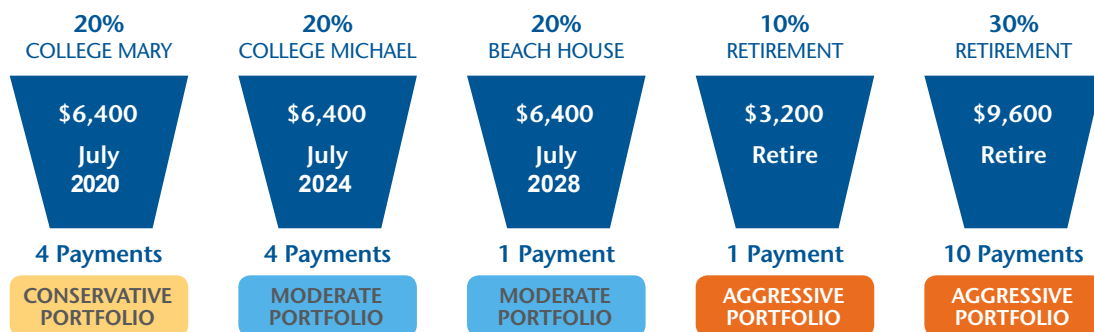 20%
COLLEGE MARY
$6,400
July
2020
4 Payments
CONSERVATIVE
PORTFOLIO
20%
COLLEGE MICHAEL
$6,400
July
2024
4 Payments
MODERATE
PORTFOLIO
20%
BEACH HOUSE
$6,400
July
2028
1 Payment
MODERATE
PORTFOLIO
10%
RETIREMENT
$3,200
Retire
1 Payment
AGGRESSIVE
PORTFOLIO
30%
RETIREMENT
$9,600
Retire
10 Payments
AGGRESSIVE
PORTFOLIO